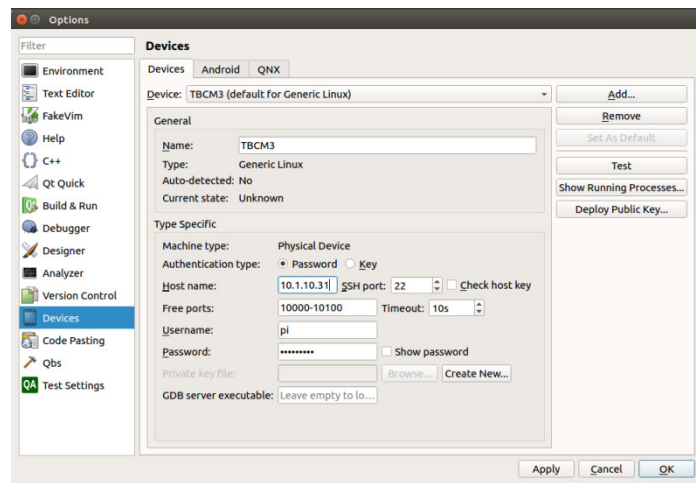 Options
Filter
Environment
Text Editor
FakeVim
Help
C++
Qt Quick
Build & Run
Debugger
Designer
Analyzer
Version Control
Devices
Code Pasting
Qbs
QA Test Settings
Devices
Devices Android QNX
Device: TBCM3 (default for Generic Linux)
General
Name: TBCM3
Type: Generic Linux
Auto-detected: No
Current state: Unknown
Type Specific
Machine type: Physical Device
Authentication type: Password Key
Host name: 10.1.10.31 SSH port: 22 Check host key
Free ports: 10000-10100 Timeout: 10s
Username: pi
Password: ••••••••• Show password
Private key file: Browse... Create New...
GDB server executable: Leave empty to lo...
Add...
Remove
Set As Default
Test
Show Running Processes...
Deploy Public Key...
Apply Cancel OK